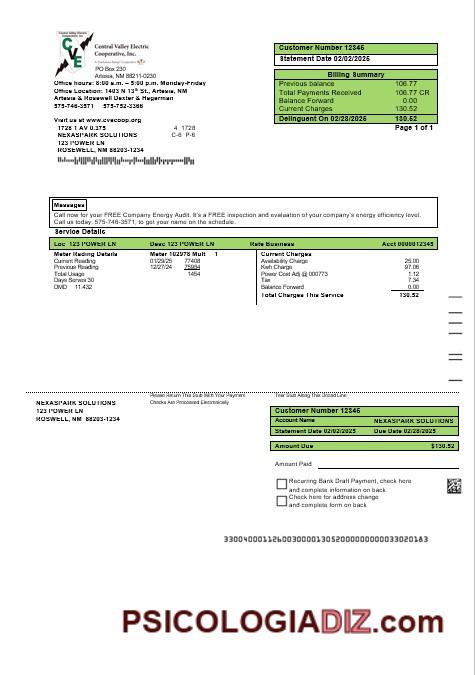 Central Valley Electric
Cooperative, Inc.
CVE
Central Valley Electric
Cooperative, Inc.
PO Box 230
Artesia, NM 88211-0230
Office hours: 8:00 a.m. – 5:00 p.m. Monday-Friday
Office Location: 1403 N 13th St., Artesia, NM
Artesia & Roswell Dexter & Hagerman
575-746-3571 575-752-3366
Visit us at www.cvecoop.org
1728 1 AV 0.375 4 1728
NEXASPARK SOLUTIONS C-6 P-6
123 POWER LN
ROSEWELL, NM 88203-1234
Customer Number 12345
Statement Date 02/02/2025
Billing Summary
Previous balance 106.77
Total Payments Received 106.77 CR
Balance Forward 0.00
Current Charges 130.52
Delinquent On 02/28/2025 130.52
Page 1 of 1
Messages
Call now for your FREE Company Energy Audit. It's a FREE inspection and evaluation of your company's energy efficiency level.
Call us today, 575-746-3571, to get your name on the schedule.
Service Details
Loc 123 POWER LN Desc 123 POWER LN Rate Business Acct 0000012345
Meter Rading Details Meter 102978 Mult 1
Current Reading 01/29/25 77408
Previous Reading 12/27/24 75954
Total Usage 1454
Days Serves 30
DMD 11.432
Current Charges
Availability Charge 25.00
Kwh Charge 97.06
Power Cost Adj @ 000773 1.12
Tax 7.34
Balance Forward 0.00
Total Charges This Service 130.52
Please Return This Stub With Your Payment Tear Stub Along This Dotted Line
Checks Are Processed Electronically
NEXASPARK SOLUTIONS
123 POWER LN
ROSWELL, NM 88203-1234
Customer Number 12345
Account Name NEXASPARK SOLUTIONS
Statement Date 02/02/2025 Due Date 02/28/2025
Amount Due $130.52
Amount Paid
Recurring Bank Draft Payment, check here
and complete information on back
Check here for address change
and complete form on back
PSICOLOGIADIZ.com